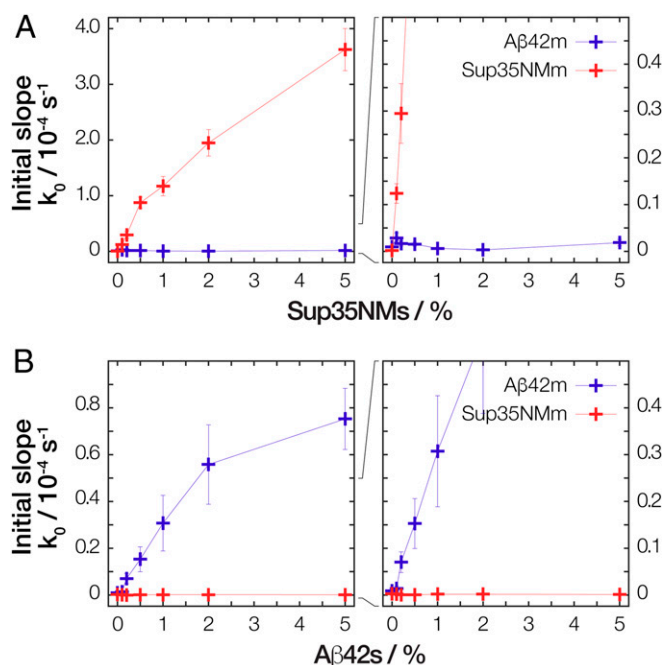 A
Initial slope
k₀ / 10⁻⁴ s⁻¹
4.0
3.0
2.0
1.0
0
0 1 2 3 4 5
Aβ42m
Sup35NMm
0.4
0.3
0.2
0.1
0
0 1 2 3 4 5
Sup35NMs / %
B
Initial slope
k₀ / 10⁻⁴ s⁻¹
0.8
0.6
0.4
0.2
0
0 1 2 3 4 5
Aβ42m
Sup35NMm
0.4
0.3
0.2
0.1
0
0 1 2 3 4 5
Aβ42s / %